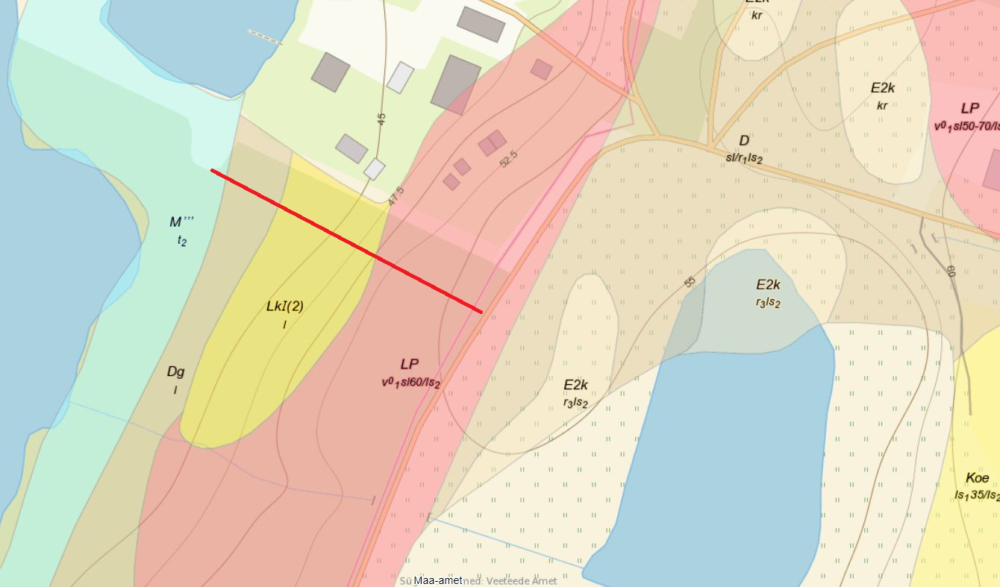 E2k
kr
E2k
kr
LP
v⁰₁sl50-70/ls
45
D
sl/r₁ls₂
52.5
47.5
M′′′
t₂
60
55
E2k
r₃ls₂
LkI(2)
l
LP
v⁰₁sl60/ls₂
Dg
l
E2k
r₃ls₂
Koe
ls₁35/ls₂
Maa-amet
Veeteede Amet